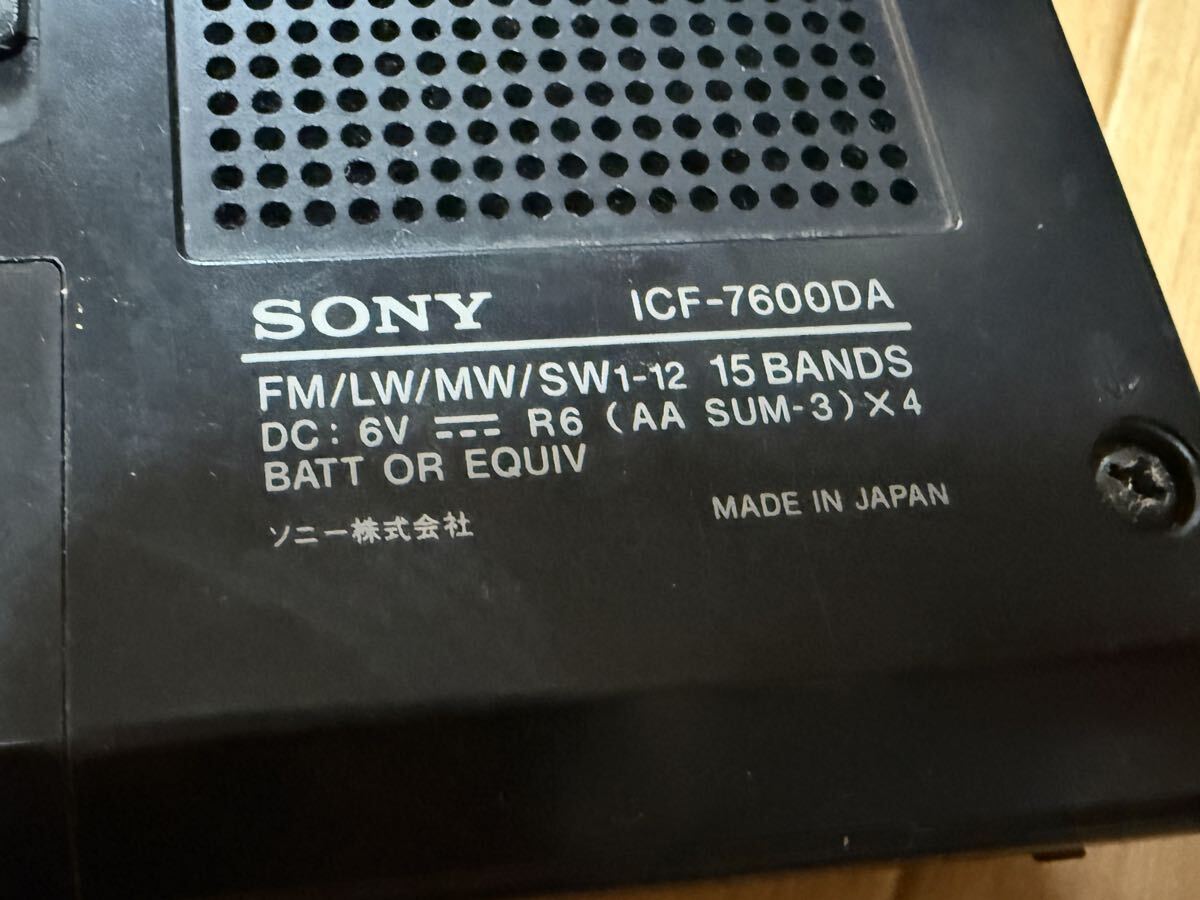 SONY ICF-7600DA
FM/LW/MW/SW1-12 15 BANDS
DC: 6V ⎓ R6 (AA SUM-3) × 4
BATT OR EQUIV
ソニー株式会社 MADE IN JAPAN